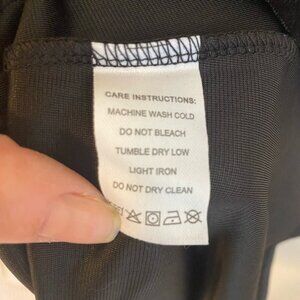 CARE INSTRUCTIONS:
MACHINE WASH COLD
DO NOT BLEACH
TUMBLE DRY LOW
LIGHT IRON
DO NOT DRY CLEAN